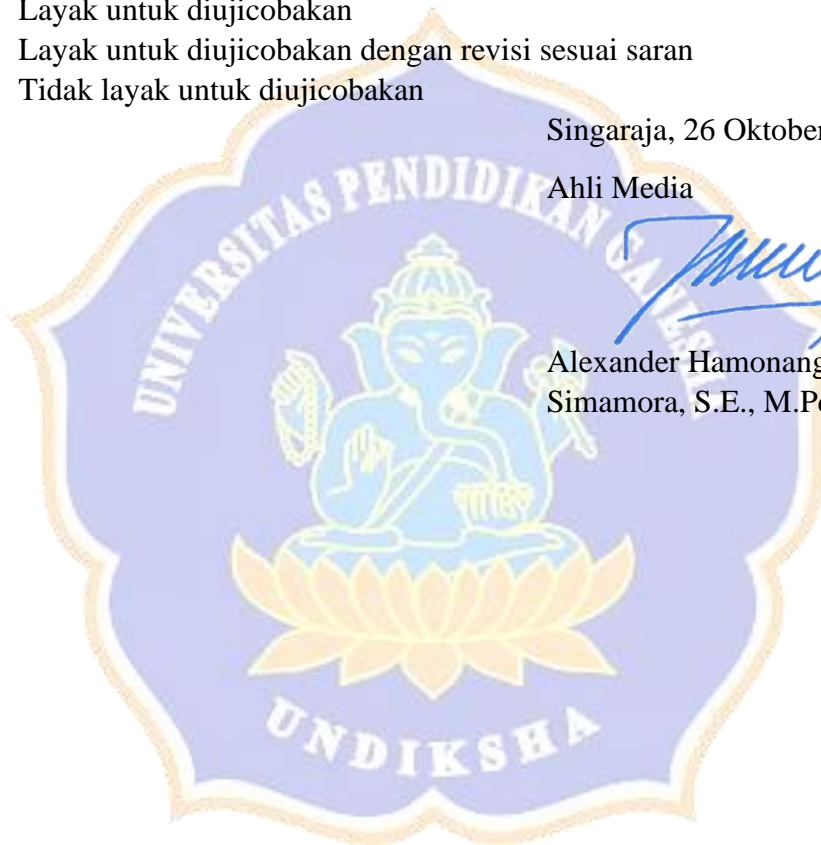 Layak untuk diujicobakan
Layak untuk diujicobakan dengan revisi sesuai saran
Tidak layak untuk diujicobakan
Singaraja, 26 Oktober
Ahli Media
UNIVERSITAS PENDIDIKAN GANESHA
Alexander Hamonang
Simamora, S.E., M.P
UNDIKSHA